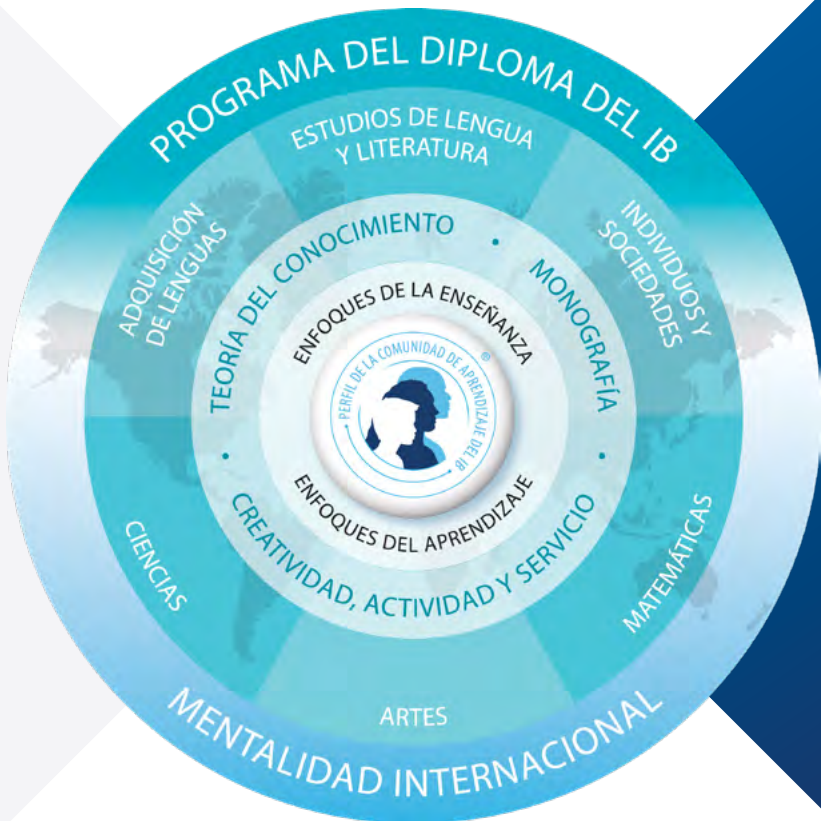 PROGRAMA DEL DIPLOMA DEL IB
ESTUDIOS DE LENGUA
Y LITERATURA
ADQUISICIÓN
DE LENGUAS
INDIVIDUOS Y
SOCIEDADES
TEORÍA DEL CONOCIMIENTO
•
MONOGRAFÍA
•
ENFOQUES DE LA ENSEÑANZA
PERFIL DE LA COMUNIDAD DE APRENDIZAJE DEL IB
®
ENFOQUES DEL APRENDIZAJE
•
CREATIVIDAD, ACTIVIDAD Y SERVICIO
CIENCIAS
MATEMÁTICAS
ARTES
MENTALIDAD INTERNACIONAL